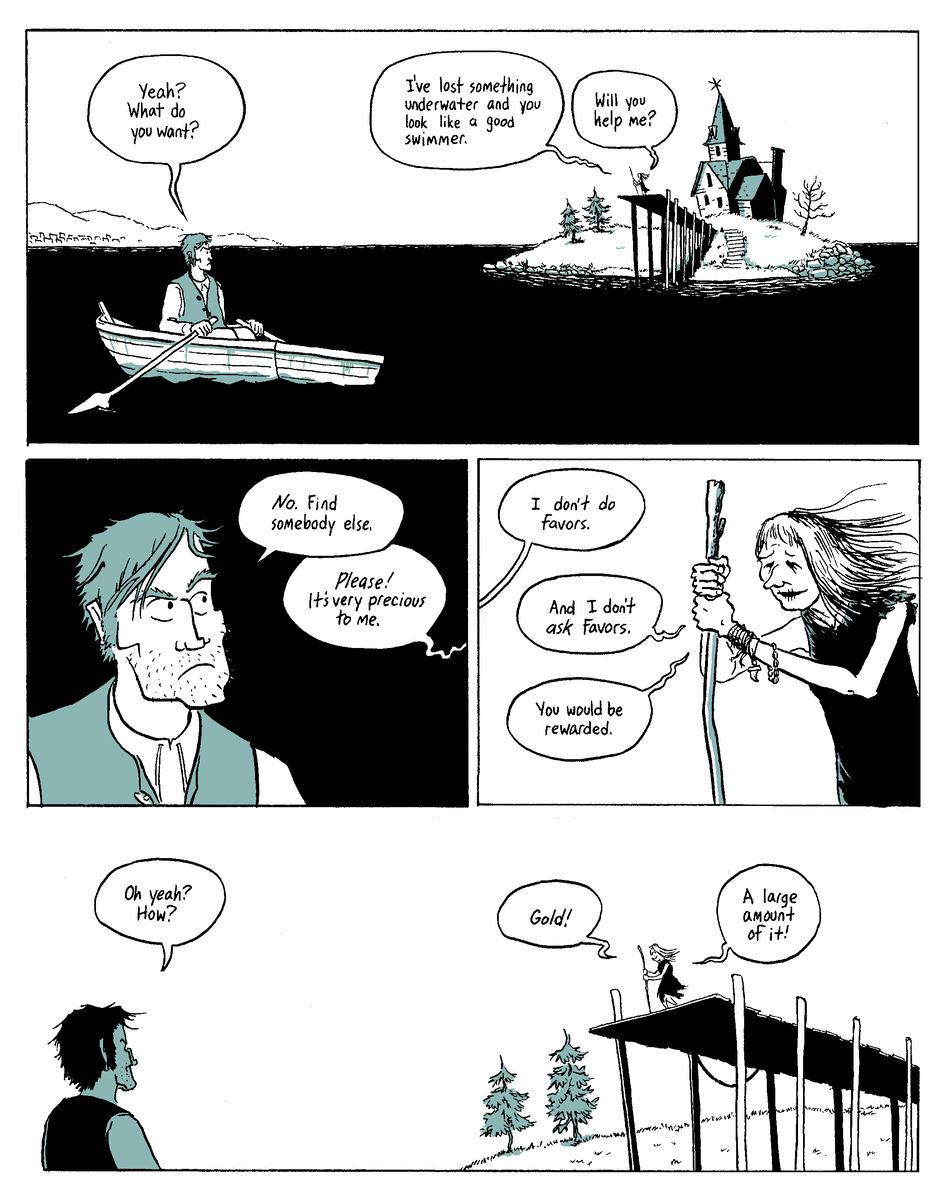 Yeah?
What do
you want?
I've lost something
underwater and you
look like a good
swimmer.
Will you
help me?
No. Find
somebody else.
Please!
It's very precious
to me.
I don't do
favors.
And I don't
ask favors.
You would be
rewarded.
Oh yeah?
How?
Gold!
A large
amount
of it!